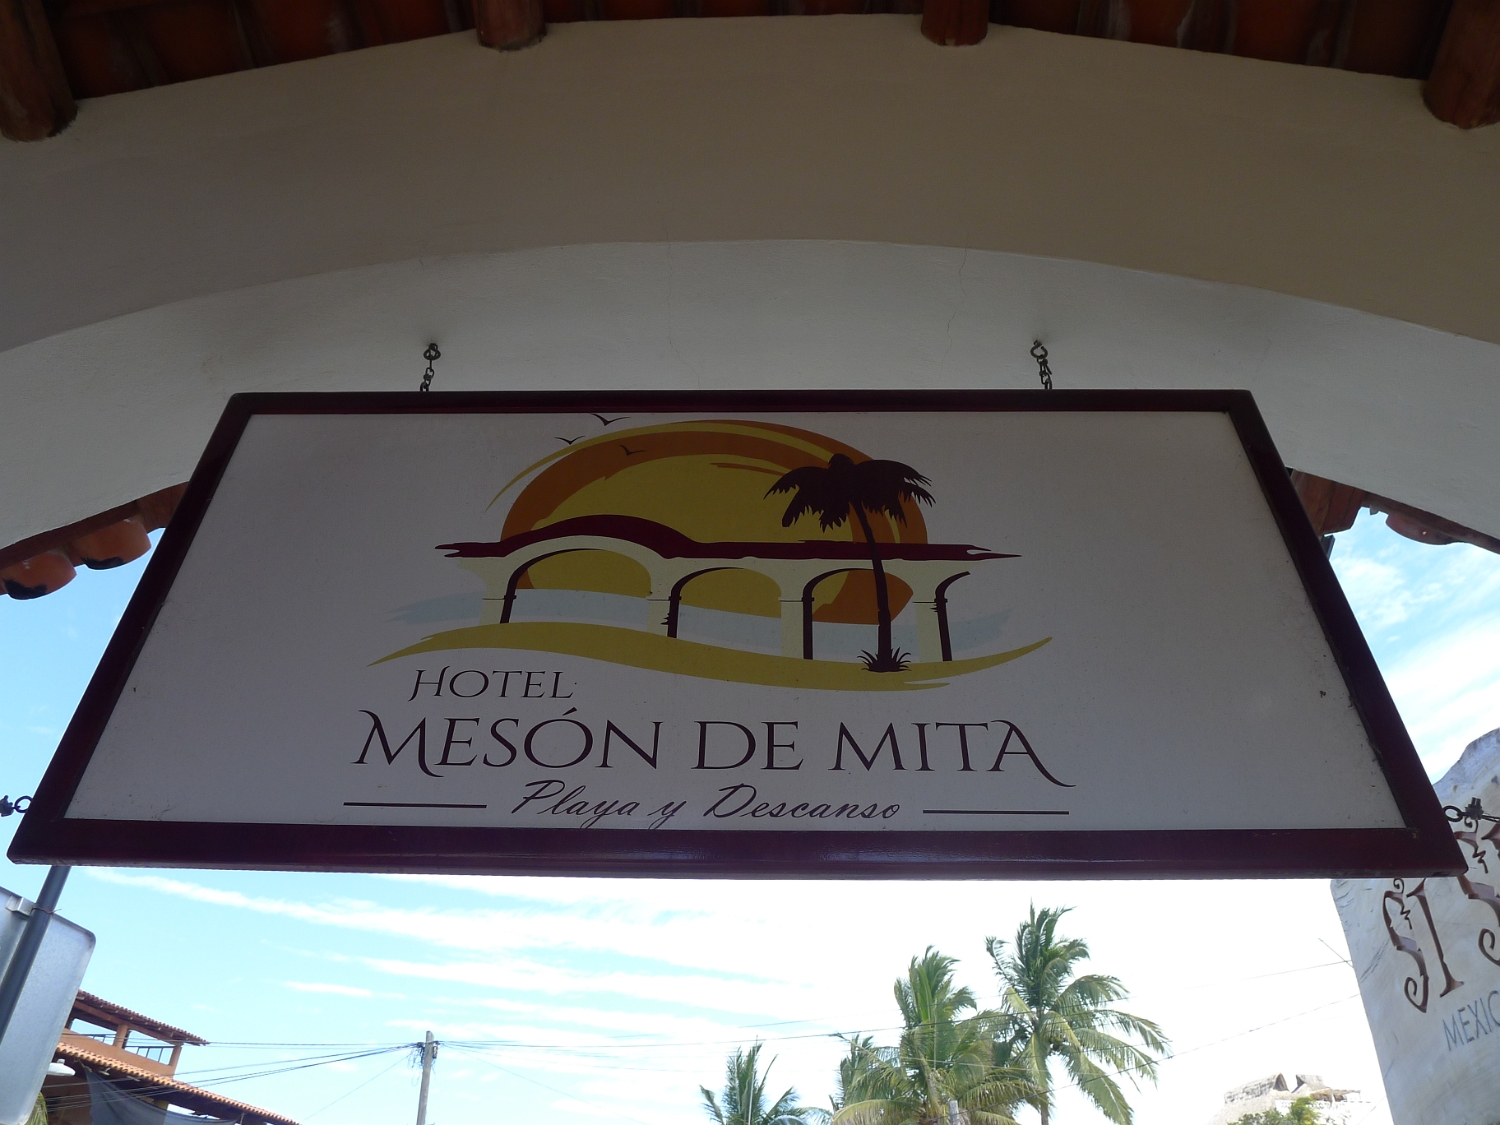 HOTEL
MESÓN DE MITA
Playa y Descanso